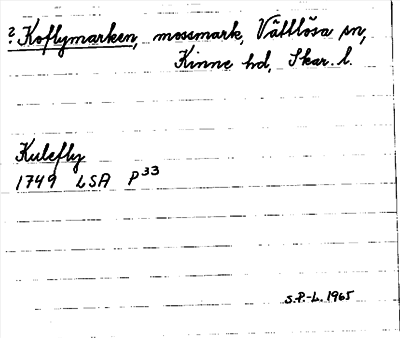 ? Koflymarken, mossmark, Vättlösa sn,
Kinne hd, Skar. l.
Kulefly
1749 LSA P33
S.P.-L. 1965